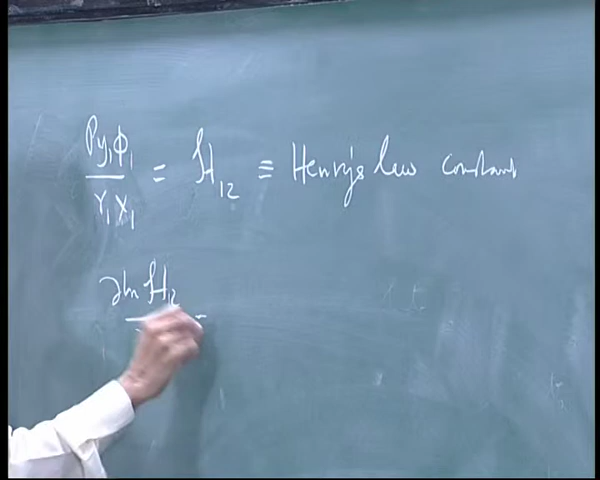 Py₁φ₁ / γ₁x₁ = H₁₂ ≡ Henry's law constant
∂ln H₁₂